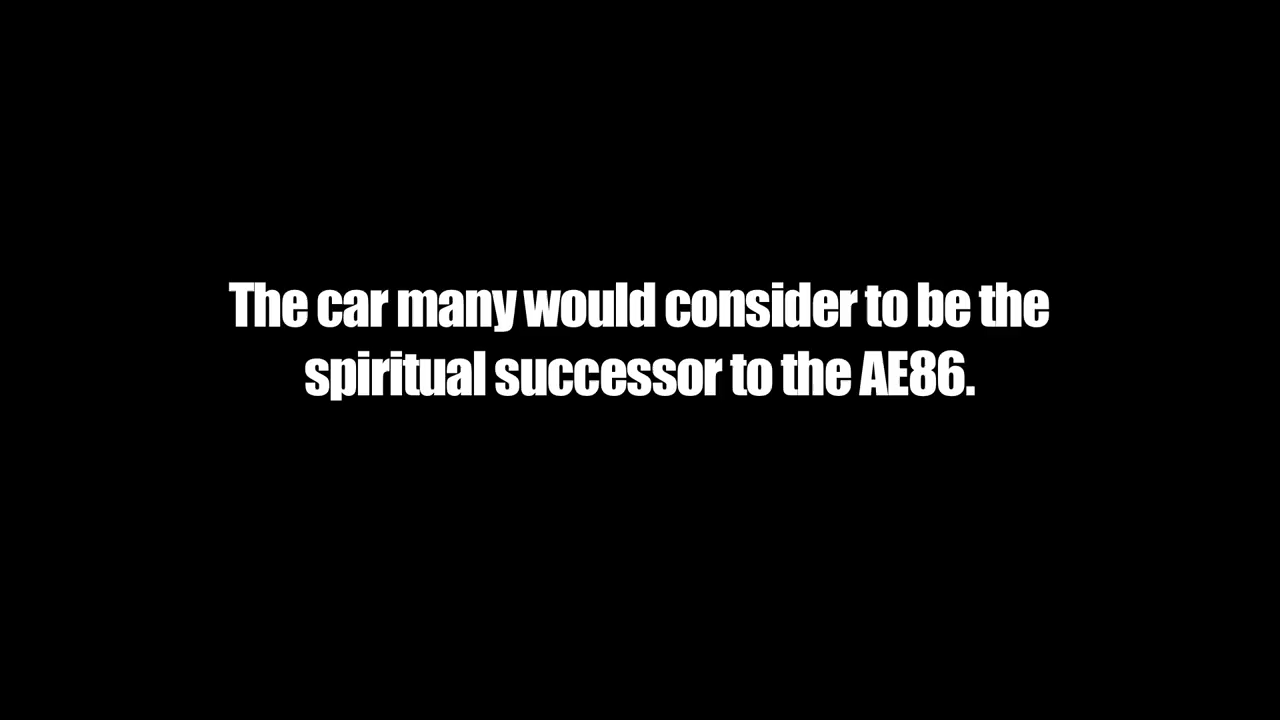 The car many would consider to be the
spiritual successor to the AE86.